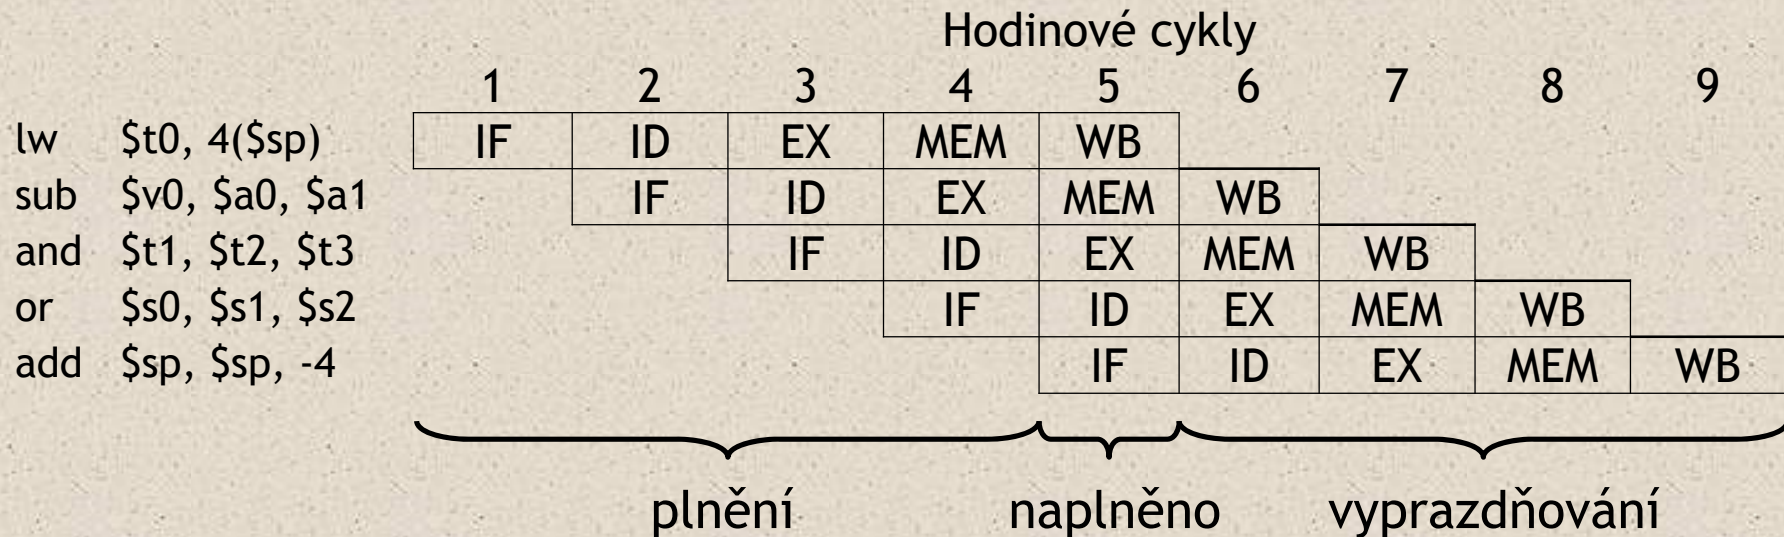 Hodinové cykly
1 2 3 4 5 6 7 8 9
lw $t0, 4($sp) IF ID EX MEM WB
sub $v0, $a0, $a1 IF ID EX MEM WB
and $t1, $t2, $t3 IF ID EX MEM WB
or $s0, $s1, $s2 IF ID EX MEM WB
add $sp, $sp, -4 IF ID EX MEM WB
plnění naplněno vyprazdňování